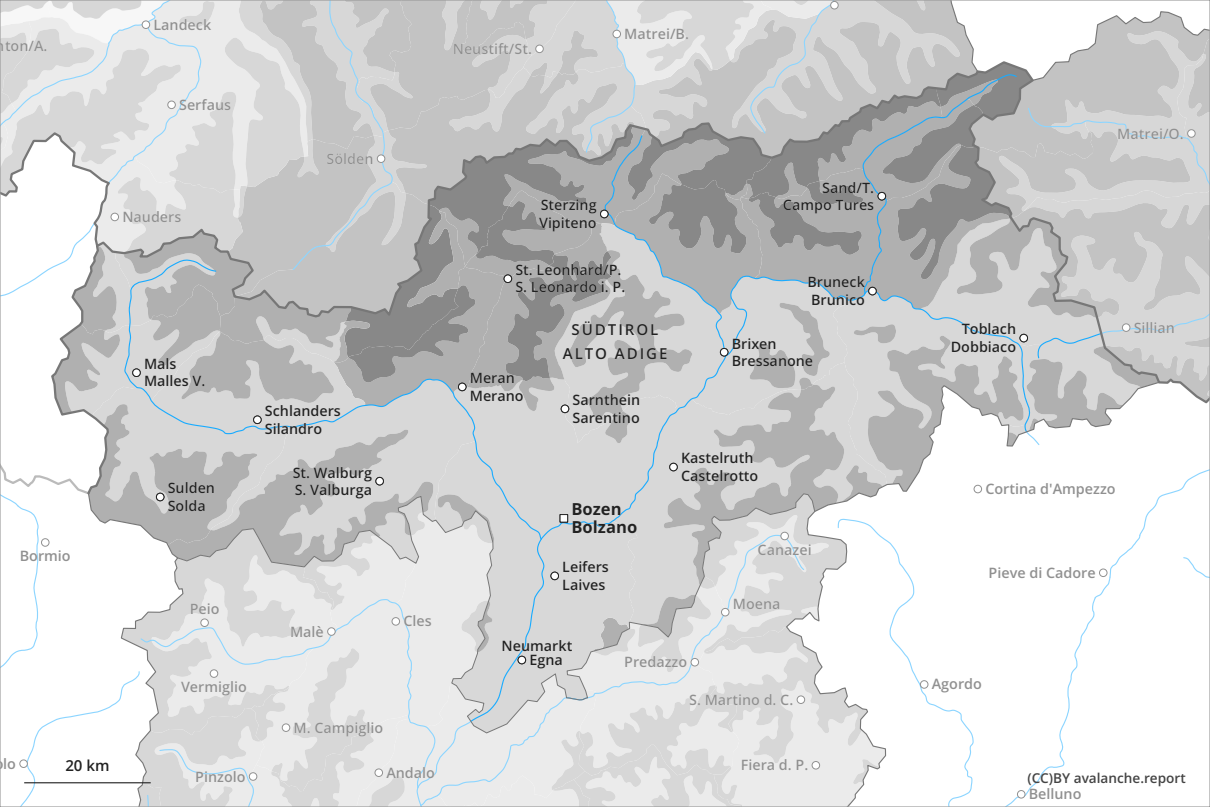 Landeck
Matrei/B.
Neustift/St.
nton/A.
Serfaus
Matrei/O.
Sölden
Sand/T.
Campo Tures
Sterzing
Vipiteno
Nauders
St. Leonhard/P.
S. Leonardo i. P.
Bruneck
Brunico
SÜDTIROL
ALTO ADIGE
Toblach
Dobbiaco
Sillian
Brixen
Bressanone
Mals
Malles V.
Meran
Merano
Sarnthein
Sarentino
Schlanders
Silandro
Kastelruth
Castelrotto
St. Walburg
S. Valburga
Sulden
Solda
Cortina d'Ampezzo
Bozen
Bolzano
Bormio
Canazei
Leifers
Laives
Pieve di Cadore
Peio
Moena
Cles
Malè
Neumarkt
Egna
Predazzo
Vermiglio
Agordo
S. Martino d. C.
M. Campiglio
olo
20 km
Fiera d. P.
Pinzolo
Andalo
(CC)BY avalanche.report
Belluno